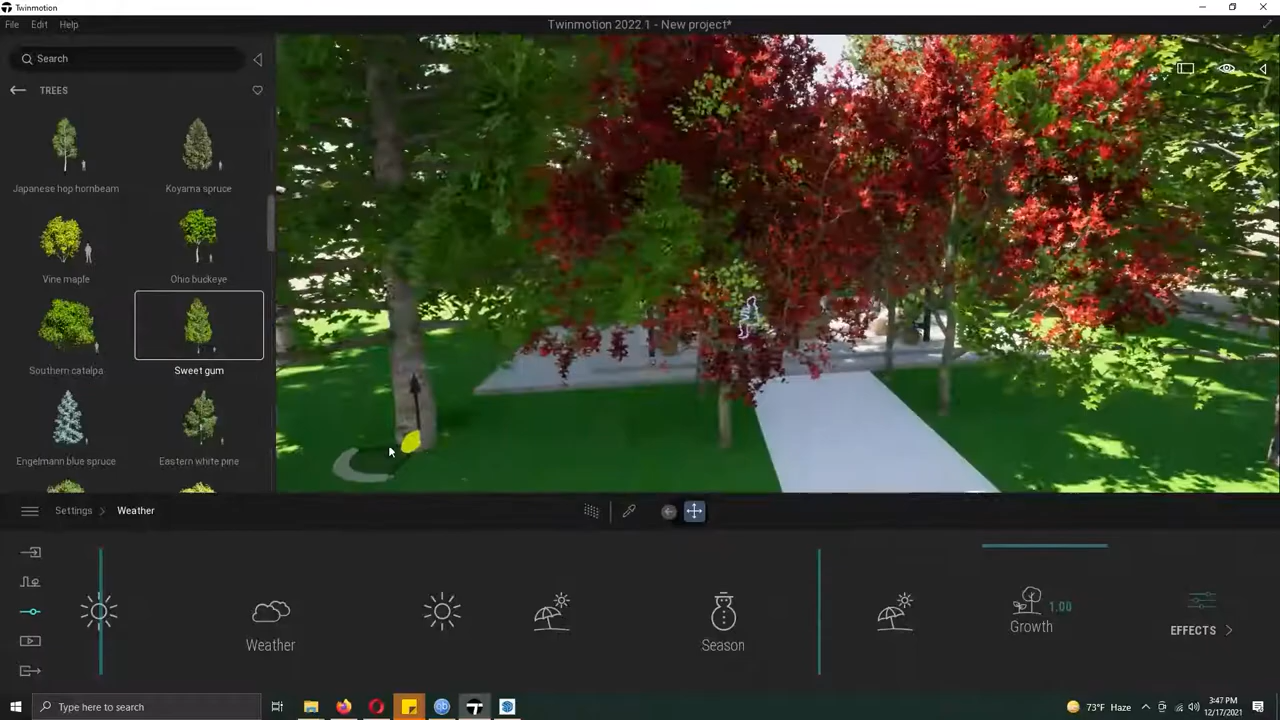 Twinmotion
File Edit Help
Twinmotion 2022.1 - New project*
Search
TREES
Japanese hop hornbeam
Koyama spruce
Vine maple
Ohio buckeye
Southern catalpa
Sweet gum
Engelmann blue spruce
Eastern white pine
Settings > Weather
Weather
Season
1.00
Growth
EFFECTS >
Type here to search
73°F Haze
3:47 PM
12/17/2021